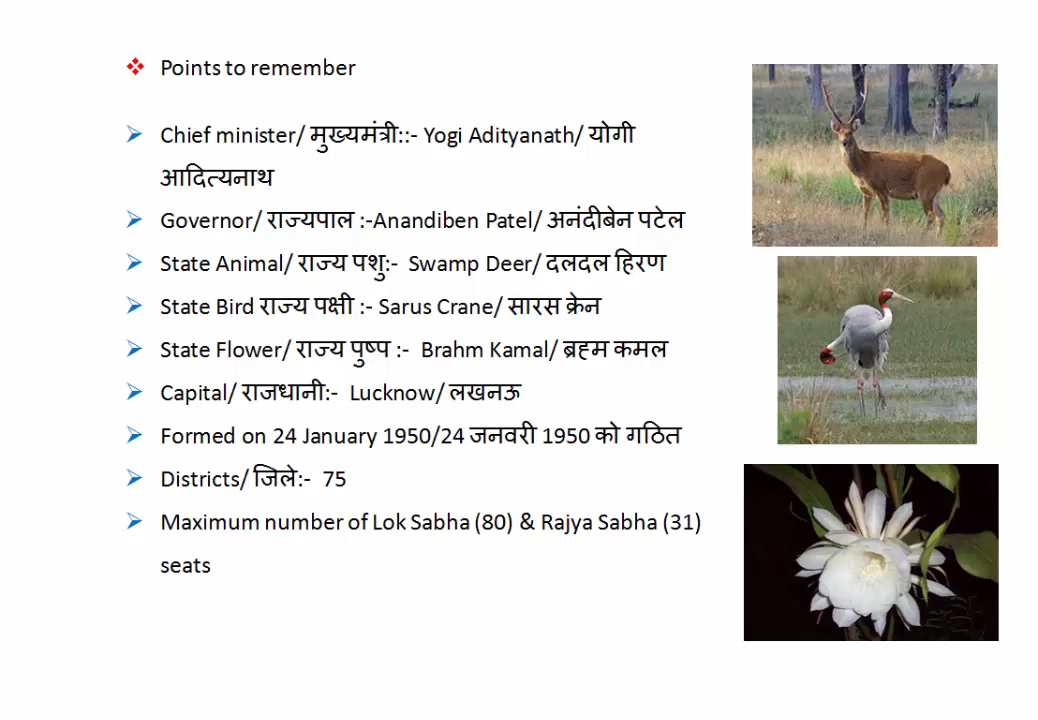 Points to remember
Chief minister/ मुख्यमंत्री::- Yogi Adityanath/ योगी
आदित्यनाथ
Governor/ राज्यपाल :-Anandiben Patel/ अनंदीबेन पटेल
State Animal/ राज्य पशु:- Swamp Deer/ दलदल हिरण
State Bird राज्य पक्षी :- Sarus Crane/ सारस क्रेन
State Flower/ राज्य पुष्प :- Brahm Kamal/ ब्रह्म कमल
Capital/ राजधानी:- Lucknow/ लखनऊ
Formed on 24 January 1950/24 जनवरी 1950 को गठित
Districts/ जिले:- 75
Maximum number of Lok Sabha (80) & Rajya Sabha (31)
seats